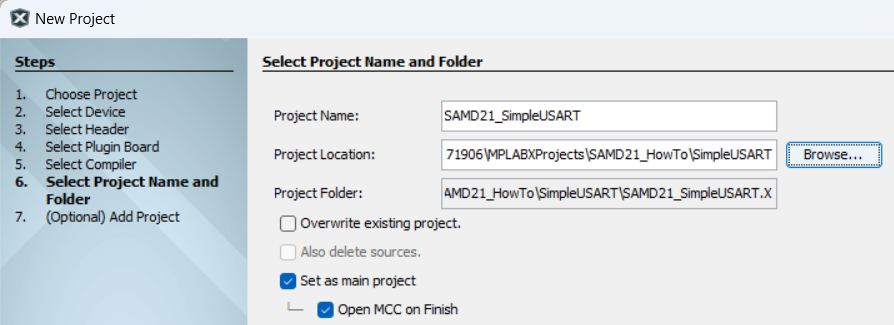 New Project
Steps
1. Choose Project
2. Select Device
3. Select Header
4. Select Plugin Board
5. Select Compiler
6. Select Project Name and
Folder
7. (Optional) Add Project
Select Project Name and Folder
Project Name: SAMD21_SimpleUSART
Project Location: 71906\MPLABXProjects\SAMD21_HowTo\SimpleUSART Browse...
Project Folder: AMD21_HowTo\SimpleUSART\SAMD21_SimpleUSART.X
Overwrite existing project.
Also delete sources.
Set as main project
Open MCC on Finish